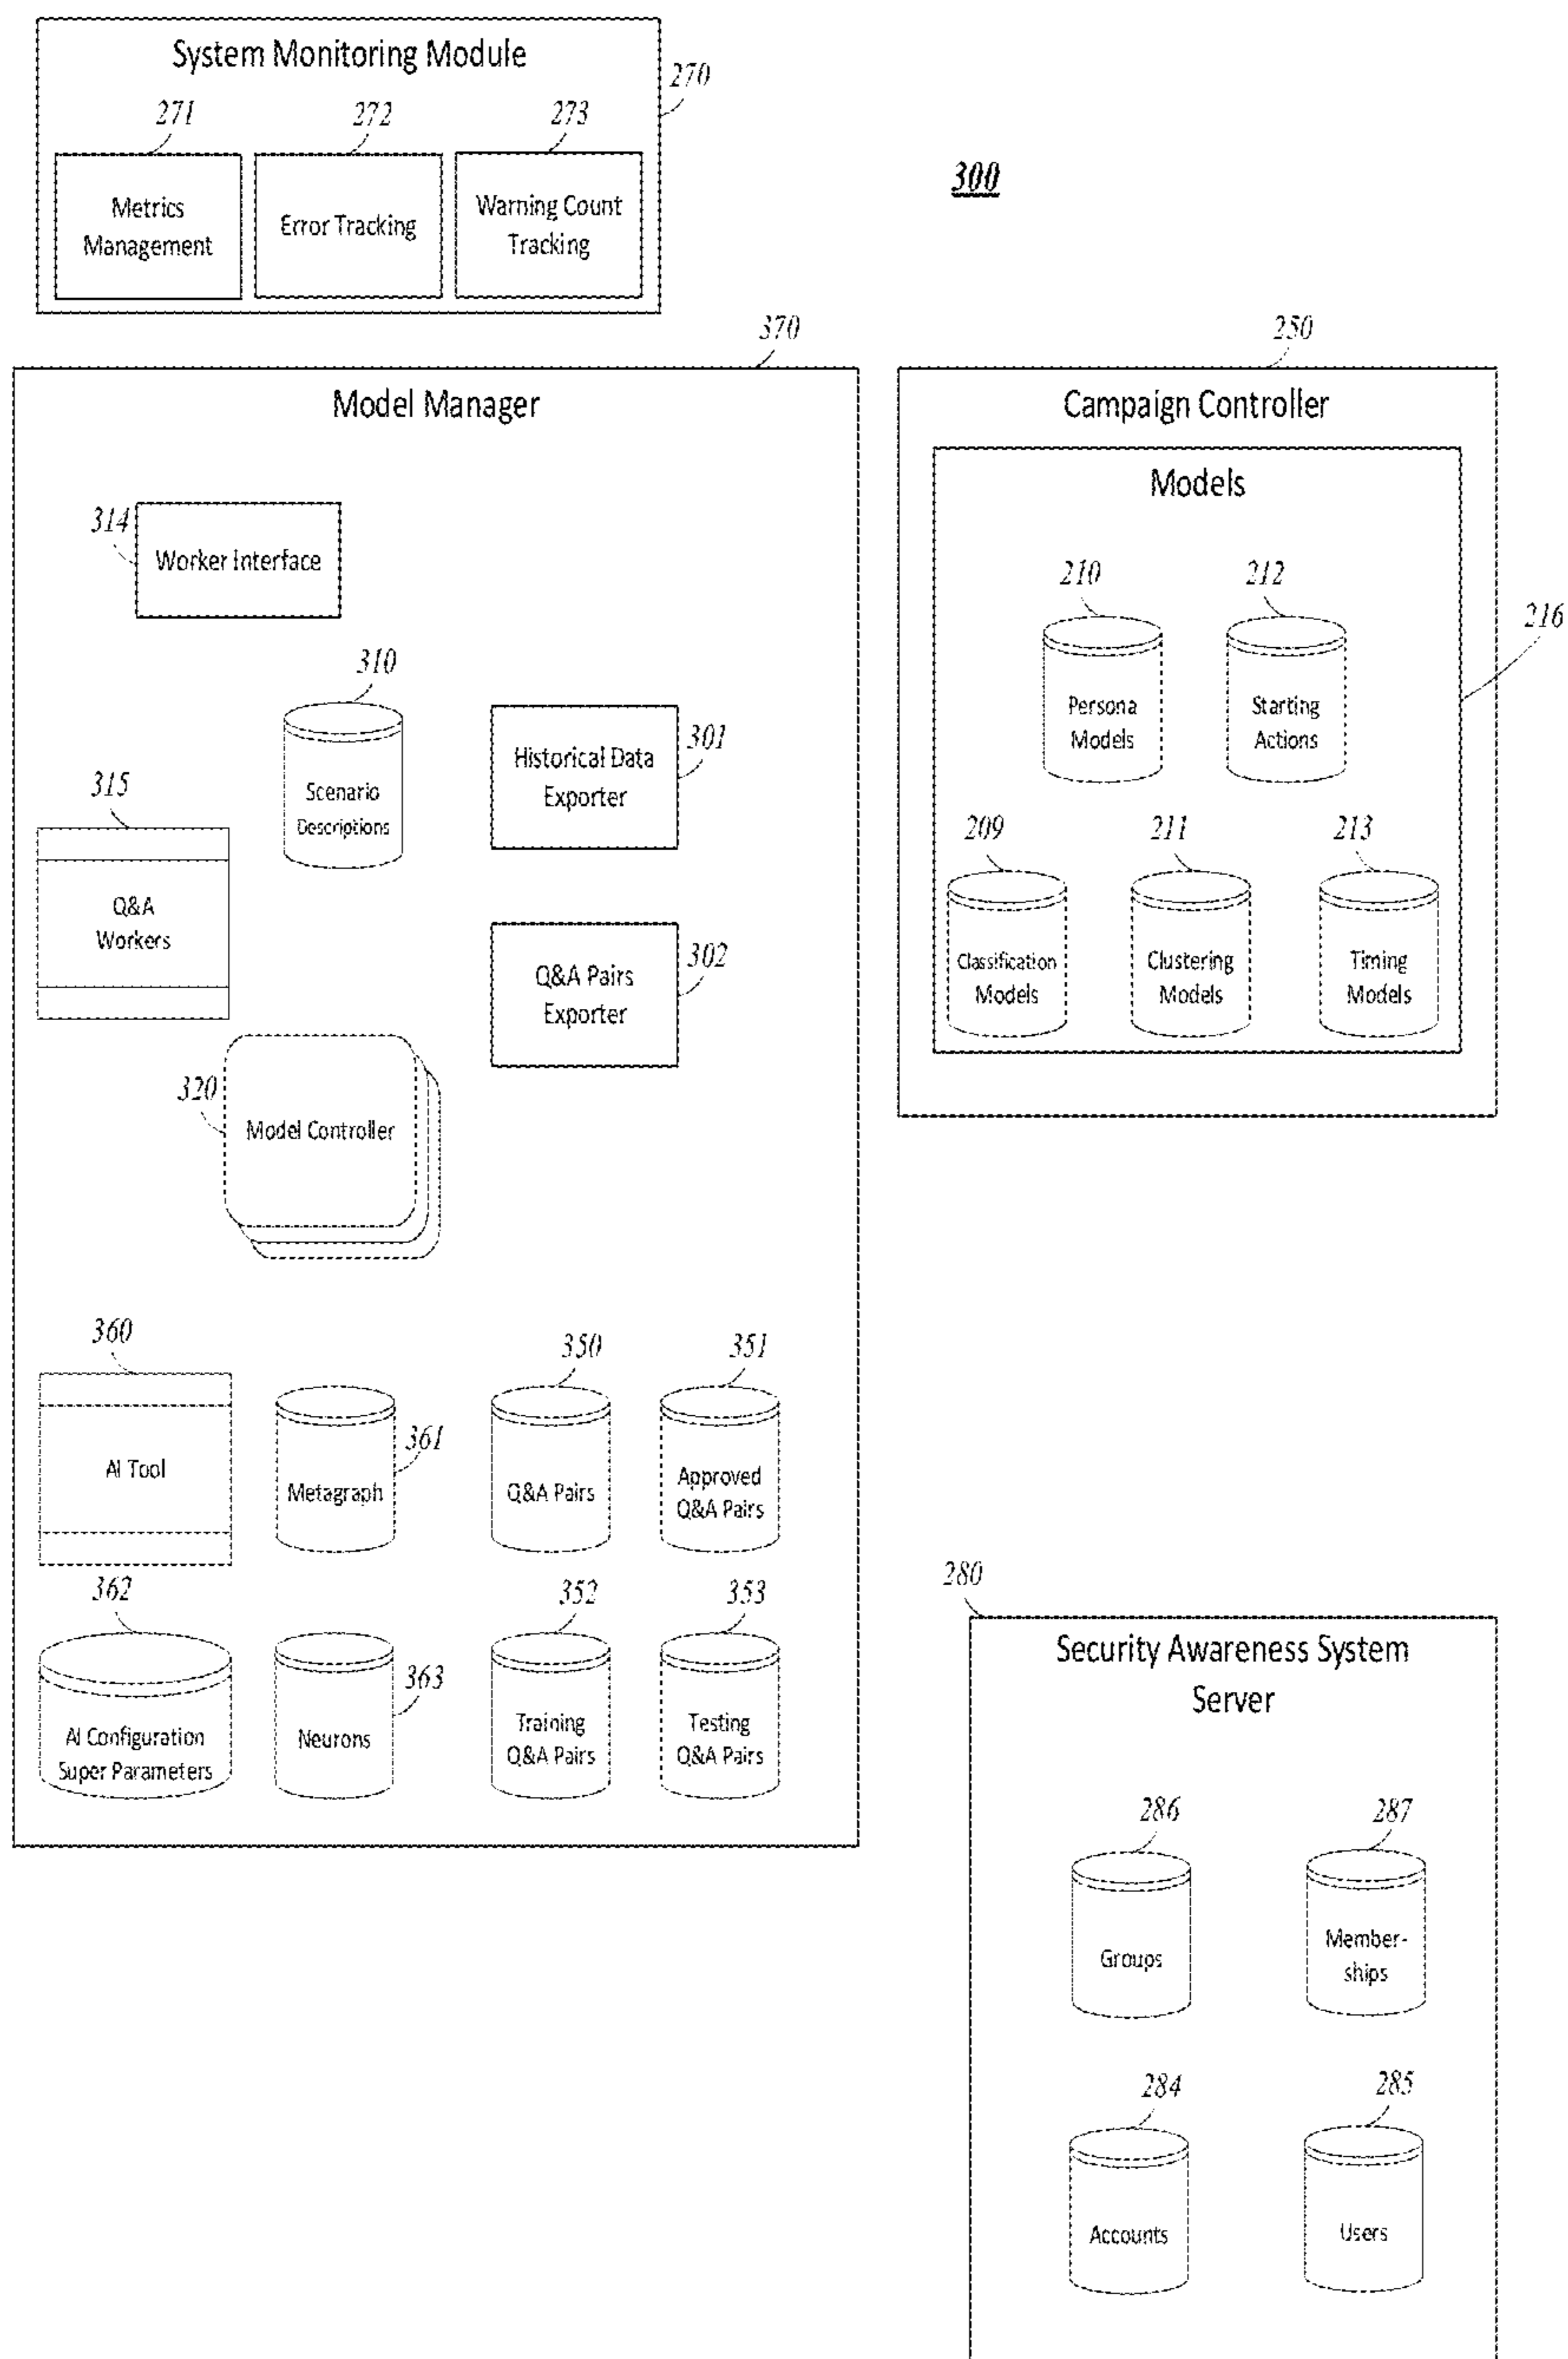 System Monitoring Module
270
271
272
273
Metrics
Management
Error Tracking
Warning Count
Tracking
300
370
Model Manager
314
Worker Interface
310
Scenario
Descriptions
301
Historical Data
Exporter
315
Q&A
Workers
302
Q&A Pairs
Exporter
320
Model Controller
360
AI Tool
Metagraph
361
350
Q&A Pairs
351
Approved
Q&A Pairs
362
AI Configuration
Super Parameters
Neurons
363
352
Training
Q&A Pairs
353
Testing
Q&A Pairs
250
Campaign Controller
Models
216
210
Persona
Models
212
Starting
Actions
209
Classification
Models
211
Clustering
Models
213
Timing
Models
280
Security Awareness System
Server
286
Groups
287
Member-
ships
284
Accounts
285
Users